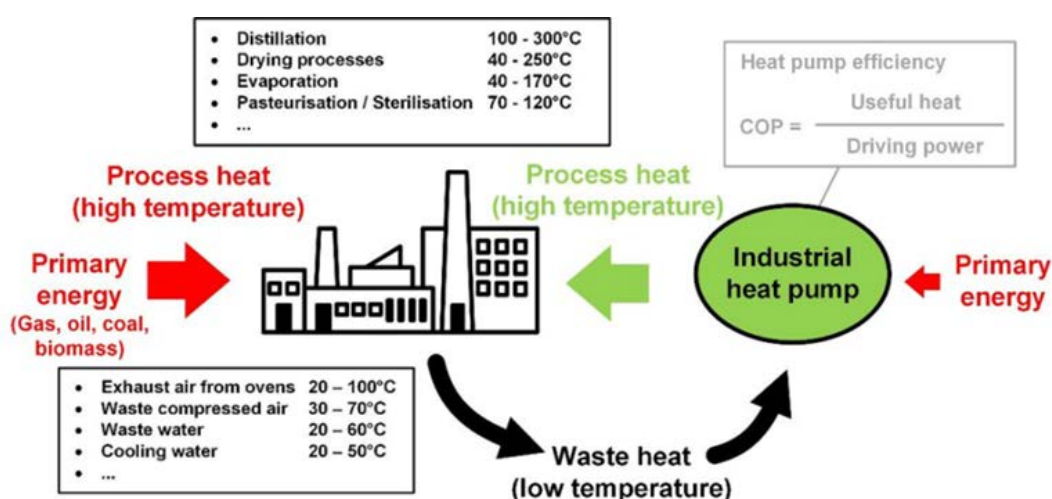 • Distillation 100 - 300°C
• Drying processes 40 - 250°C
• Evaporation 40 - 170°C
• Pasteurisation / Sterilisation 70 - 120°C
• ...
Heat pump efficiency
COP = Useful heat
Driving power
Process heat
(high temperature)
Process heat
(high temperature)
Primary
energy
(Gas, oil, coal,
biomass)
Industrial
heat pump
Primary
energy
• Exhaust air from ovens 20 – 100°C
• Waste compressed air 30 – 70°C
• Waste water 20 – 60°C
• Cooling water 20 – 50°C
• ...
Waste heat
(low temperature)